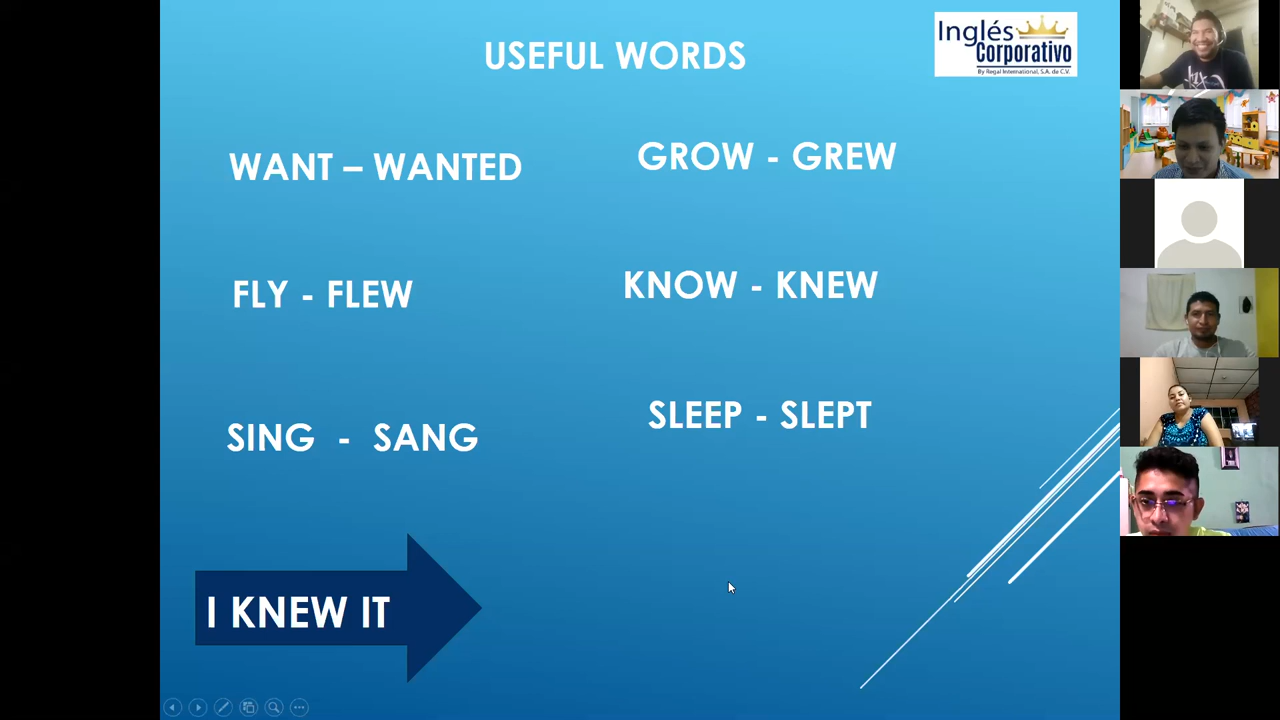 USEFUL WORDS
Inglés
Corporativo
By Regal International, S.A. de C.V.
WANT – WANTED
GROW - GREW
FLY - FLEW
KNOW - KNEW
SING - SANG
SLEEP - SLEPT
I KNEW IT